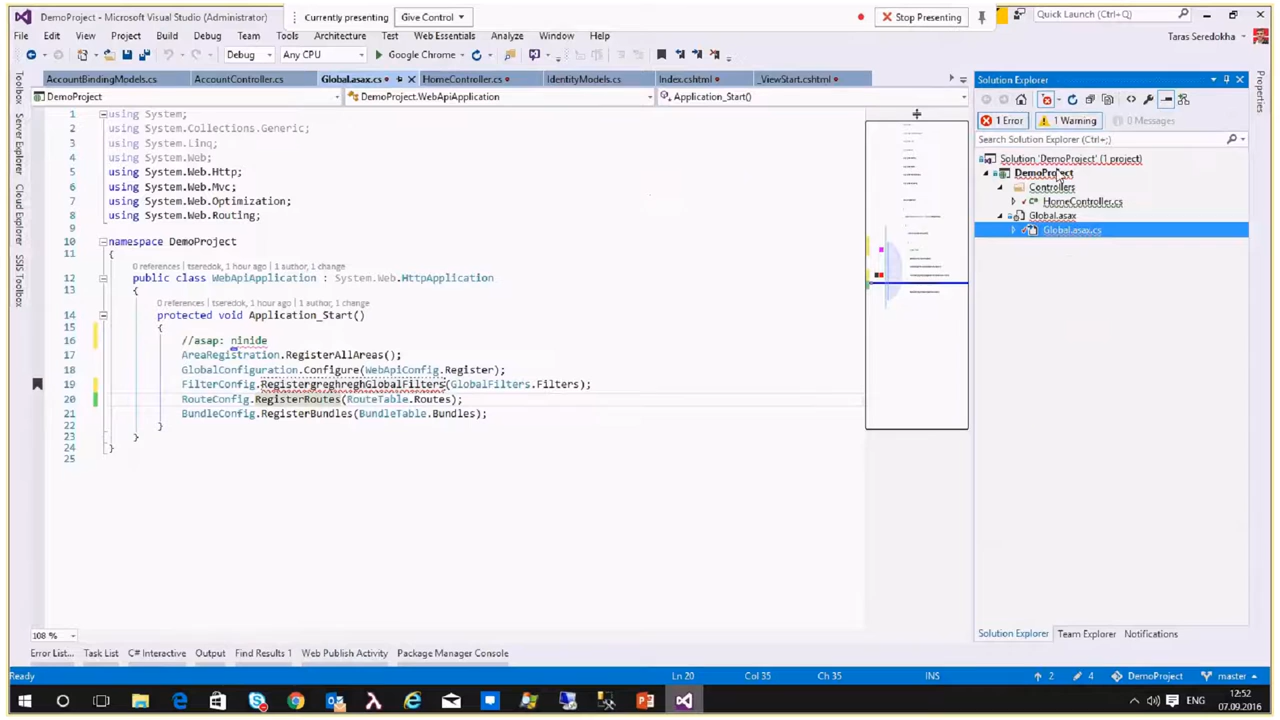 DemoProject - Microsoft Visual Studio (Administrator)
Currently presenting
Give Control
Stop Presenting
Quick Launch (Ctrl+Q)
File Edit View Project Build Debug Team Tools Architecture Test Web Essentials Analyze Window Help
Taras Seredokha
Debug
Any CPU
Google Chrome
AccountBindingModels.cs
AccountController.cs
Global.asax.cs
HomeController.cs
IdentityModels.cs
Index.cshtml
_ViewStart.cshtml
DemoProject
DemoProject.WebApiApplication
Application_Start()
Toolbox
Server Explorer
Cloud Explorer
SSIS Toolbox
1 using System;
2 using System.Collections.Generic;
3 using System.Linq;
4 using System.Web;
5 using System.Web.Http;
6 using System.Web.Mvc;
7 using System.Web.Optimization;
8 using System.Web.Routing;
9
10 namespace DemoProject
11 {
0 references | tseredok, 1 hour ago | 1 author, 1 change
12 public class WebApiApplication : System.Web.HttpApplication
13 {
0 references | tseredok, 1 hour ago | 1 author, 1 change
14 protected void Application_Start()
15 {
16 //asap: ninide
17 AreaRegistration.RegisterAllAreas();
18 GlobalConfiguration.Configure(WebApiConfig.Register);
19 FilterConfig.RegistergreghreghGlobalFilters(GlobalFilters.Filters);
20 RouteConfig.RegisterRoutes(RouteTable.Routes);
21 BundleConfig.RegisterBundles(BundleTable.Bundles);
22 }
23 }
24 }
25
108 %
Solution Explorer
1 Error
1 Warning
0 Messages
Search Solution Explorer (Ctrl+;)
Solution 'DemoProject' (1 project)
DemoProject
Controllers
HomeController.cs
Global.asax
Global.asax.cs
Properties
Solution Explorer Team Explorer Notifications
Error List... Task List C# Interactive Output Find Results 1 Web Publish Activity Package Manager Console
Ready
Ln 20
Col 35
Ch 35
INS
2
4
DemoProject
master
ENG
12:52
07.09.2016